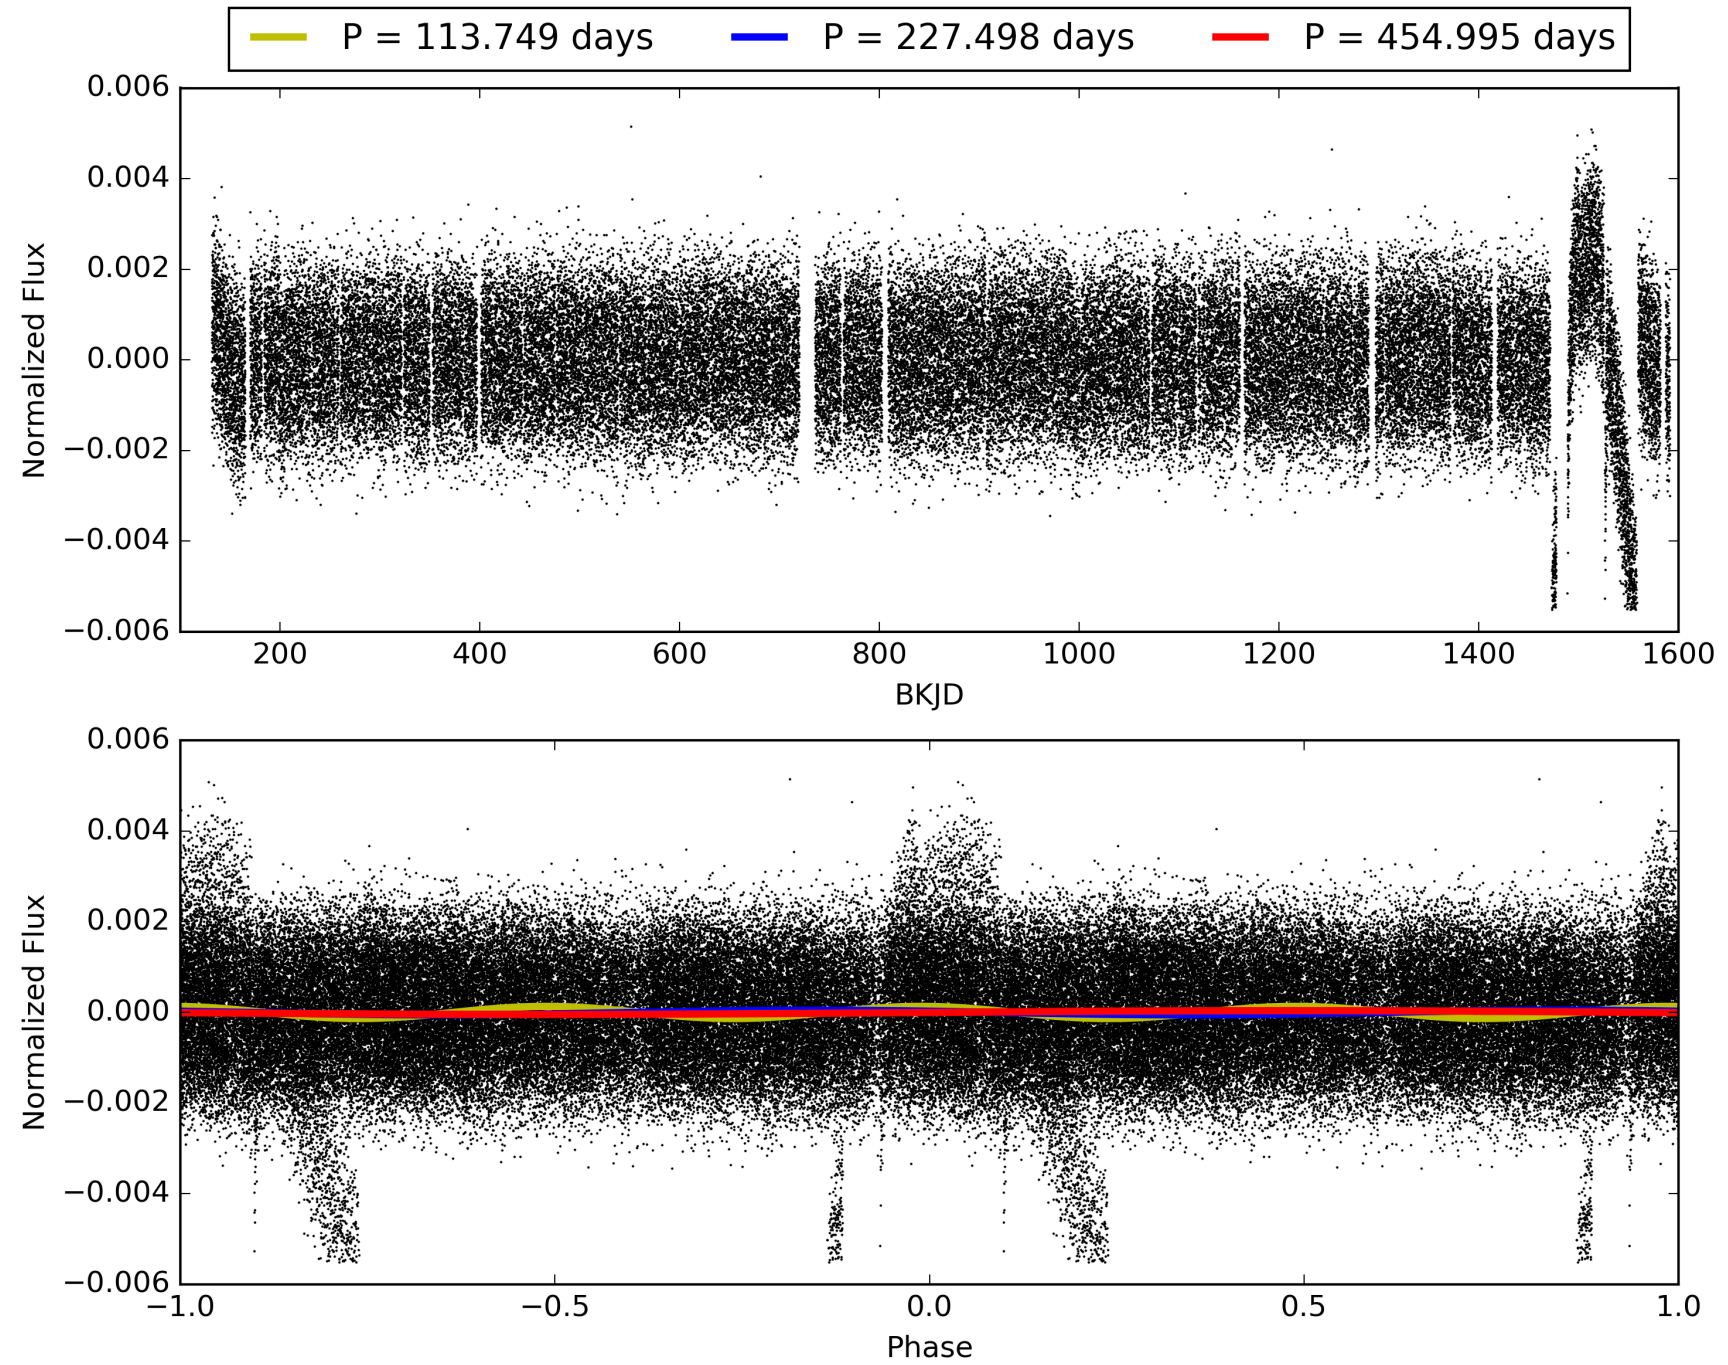 P = 113.749 days P = 227.498 days P = 454.995 days
0.006
0.004
0.002
0.000
−0.002
−0.004
−0.006
Normalized Flux
200 400 600 800 1000 1200 1400 1600
BKJD
0.006
0.004
0.002
0.000
−0.002
−0.004
−0.006
Normalized Flux
−1.0 −0.5 0.0 0.5 1.0
Phase